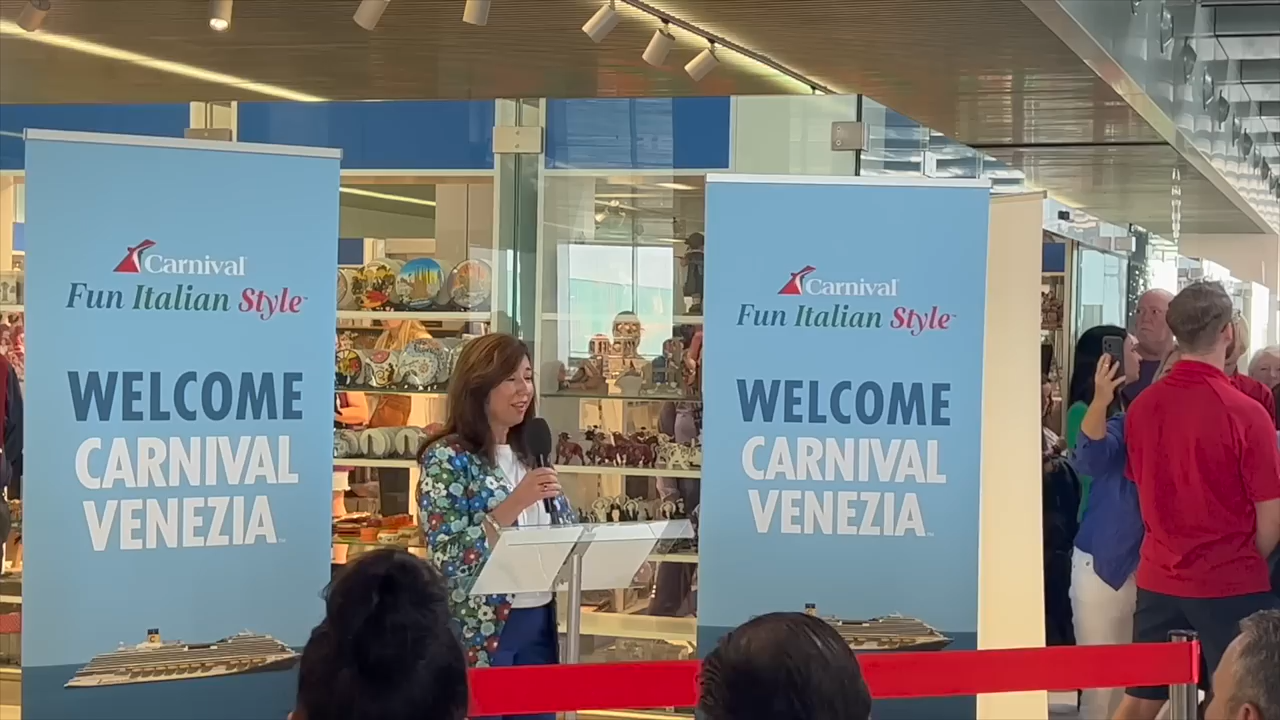 Carnival
Fun Italian Style
WELCOME
CARNIVAL
VENEZIA
Carnival
Fun Italian Style
WELCOME
CARNIVAL
VENEZIA